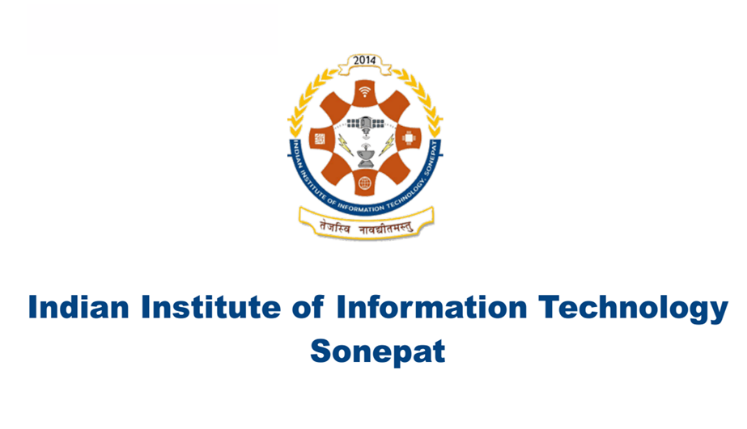 2014
INDIAN INSTITUTE OF INFORMATION TECHNOLOGY, SONEPAT
तेजस्वि नावधीतमस्तु
Indian Institute of Information Technology
Sonepat